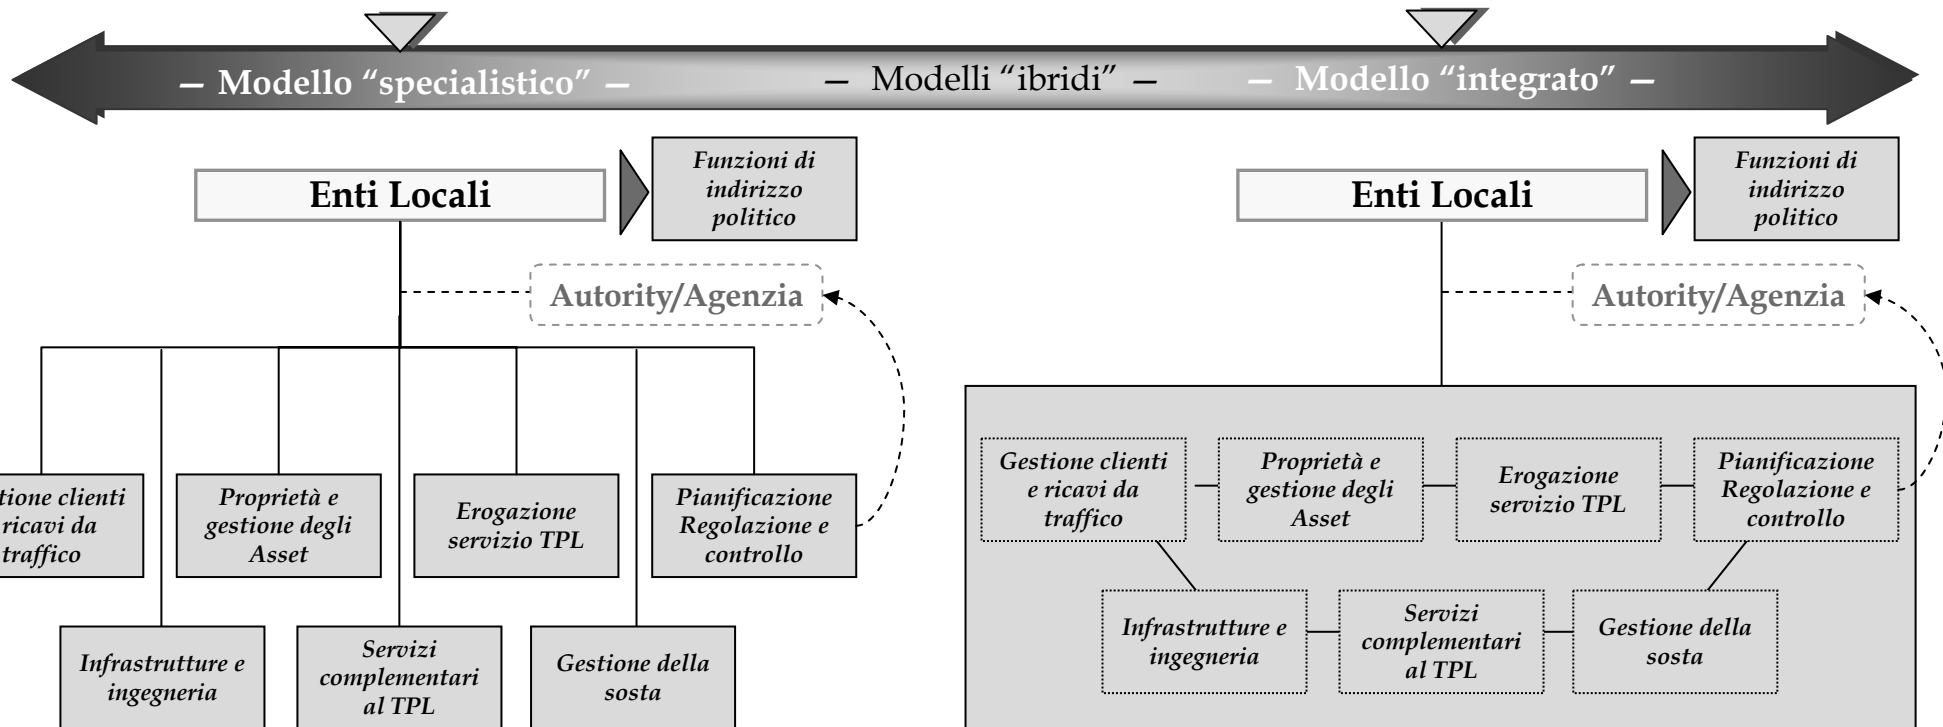 — Modello “specialistico” —
— Modelli “ibridi” —
— Modello “integrato” —
Enti Locali
Funzioni di
indirizzo
politico
Autority/Agenzia
tione clienti
ricavi da
traffico
Proprietà e
gestione degli
Asset
Erogazione
servizio TPL
Pianificazione
Regolazione e
controllo
Infrastrutture e
ingegneria
Servizi
complementari
al TPL
Gestione della
sosta
Enti Locali
Funzioni di
indirizzo
politico
Autority/Agenzia
Gestione clienti
e ricavi da
traffico
Proprietà e
gestione degli
Asset
Erogazione
servizio TPL
Pianificazione
Regolazione e
controllo
Infrastrutture e
ingegneria
Servizi
complementari
al TPL
Gestione della
sosta